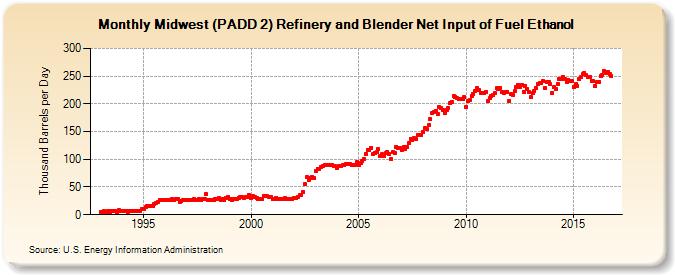 Monthly Midwest (PADD 2) Refinery and Blender Net Input of Fuel Ethanol
Thousand Barrels per Day
300
250
200
150
100
50
0
1995 2000 2005 2010 2015
Source: U.S. Energy Information Administration